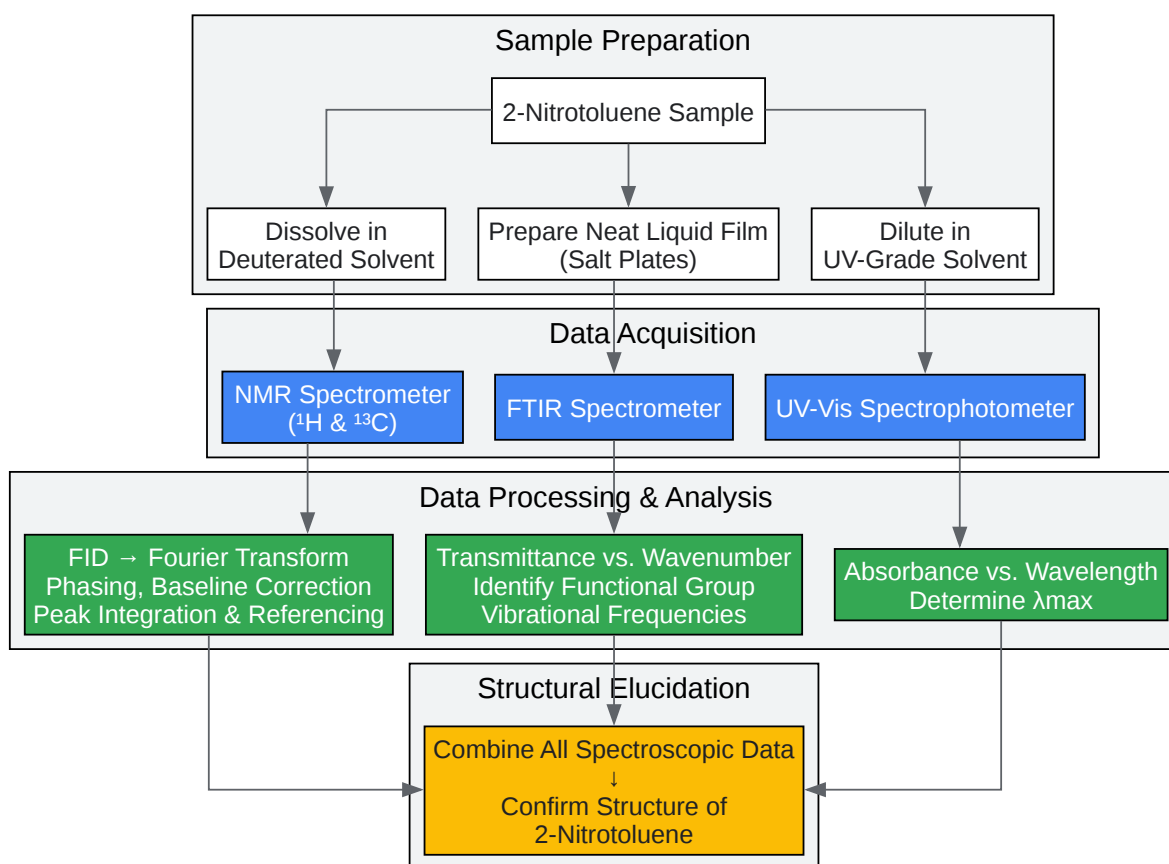 Sample Preparation
2-Nitrotoluene Sample
Dissolve in
Deuterated Solvent
Prepare Neat Liquid Film
(Salt Plates)
Dilute in
UV-Grade Solvent
Data Acquisition
NMR Spectrometer
(¹H & ¹³C)
FTIR Spectrometer
UV-Vis Spectrophotometer
Data Processing & Analysis
FID → Fourier Transform
Phasing, Baseline Correction
Peak Integration & Referencing
Transmittance vs. Wavenumber
Identify Functional Group
Vibrational Frequencies
Absorbance vs. Wavelength
Determine λmax
Structural Elucidation
Combine All Spectroscopic Data
↓
Confirm Structure of
2-Nitrotoluene